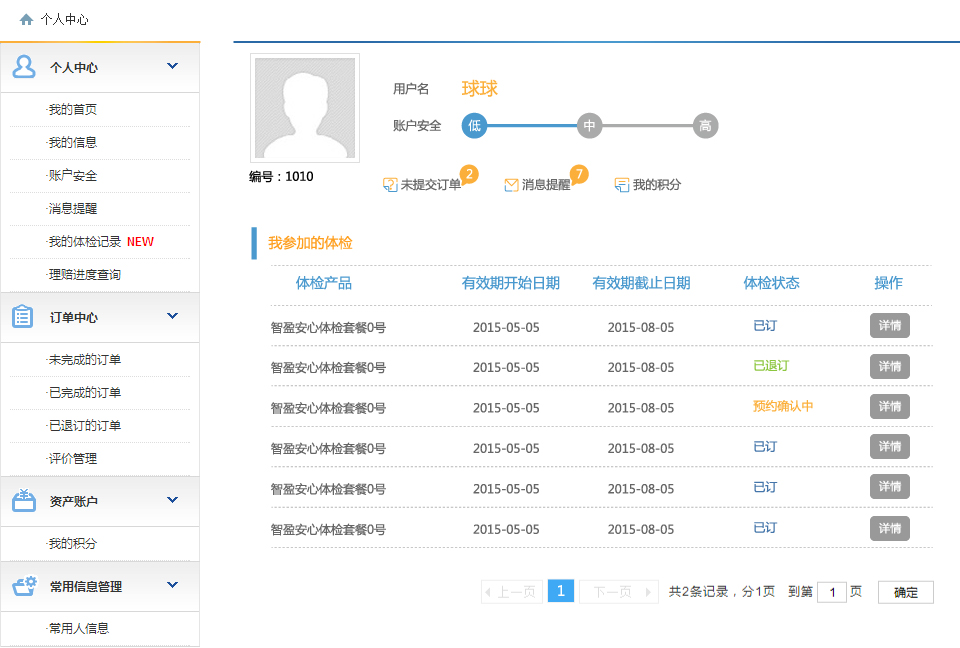 个人中心
个人中心
·我的首页
·我的信息
·账户安全
·消息提醒
·我的体检记录 NEW
·理赔进度查询
订单中心
·未完成的订单
·已完成的订单
·已退订的订单
·评价管理
资产账户
·我的积分
常用信息管理
·常用人信息
编号：1010
用户名 球球
账户安全 低 中 高
未提交订单 2 消息提醒 7 我的积分
我参加的体检
体检产品 有效期开始日期 有效期截止日期 体检状态 操作
智盈安心体检套餐0号 2015-05-05 2015-08-05 已订 详情
智盈安心体检套餐0号 2015-05-05 2015-08-05 已退订 详情
智盈安心体检套餐0号 2015-05-05 2015-08-05 预约确认中 详情
智盈安心体检套餐0号 2015-05-05 2015-08-05 已订 详情
智盈安心体检套餐0号 2015-05-05 2015-08-05 已订 详情
智盈安心体检套餐0号 2015-05-05 2015-08-05 已订 详情
上一页 1 下一页 共2条记录，分1页 到第 1 页 确定